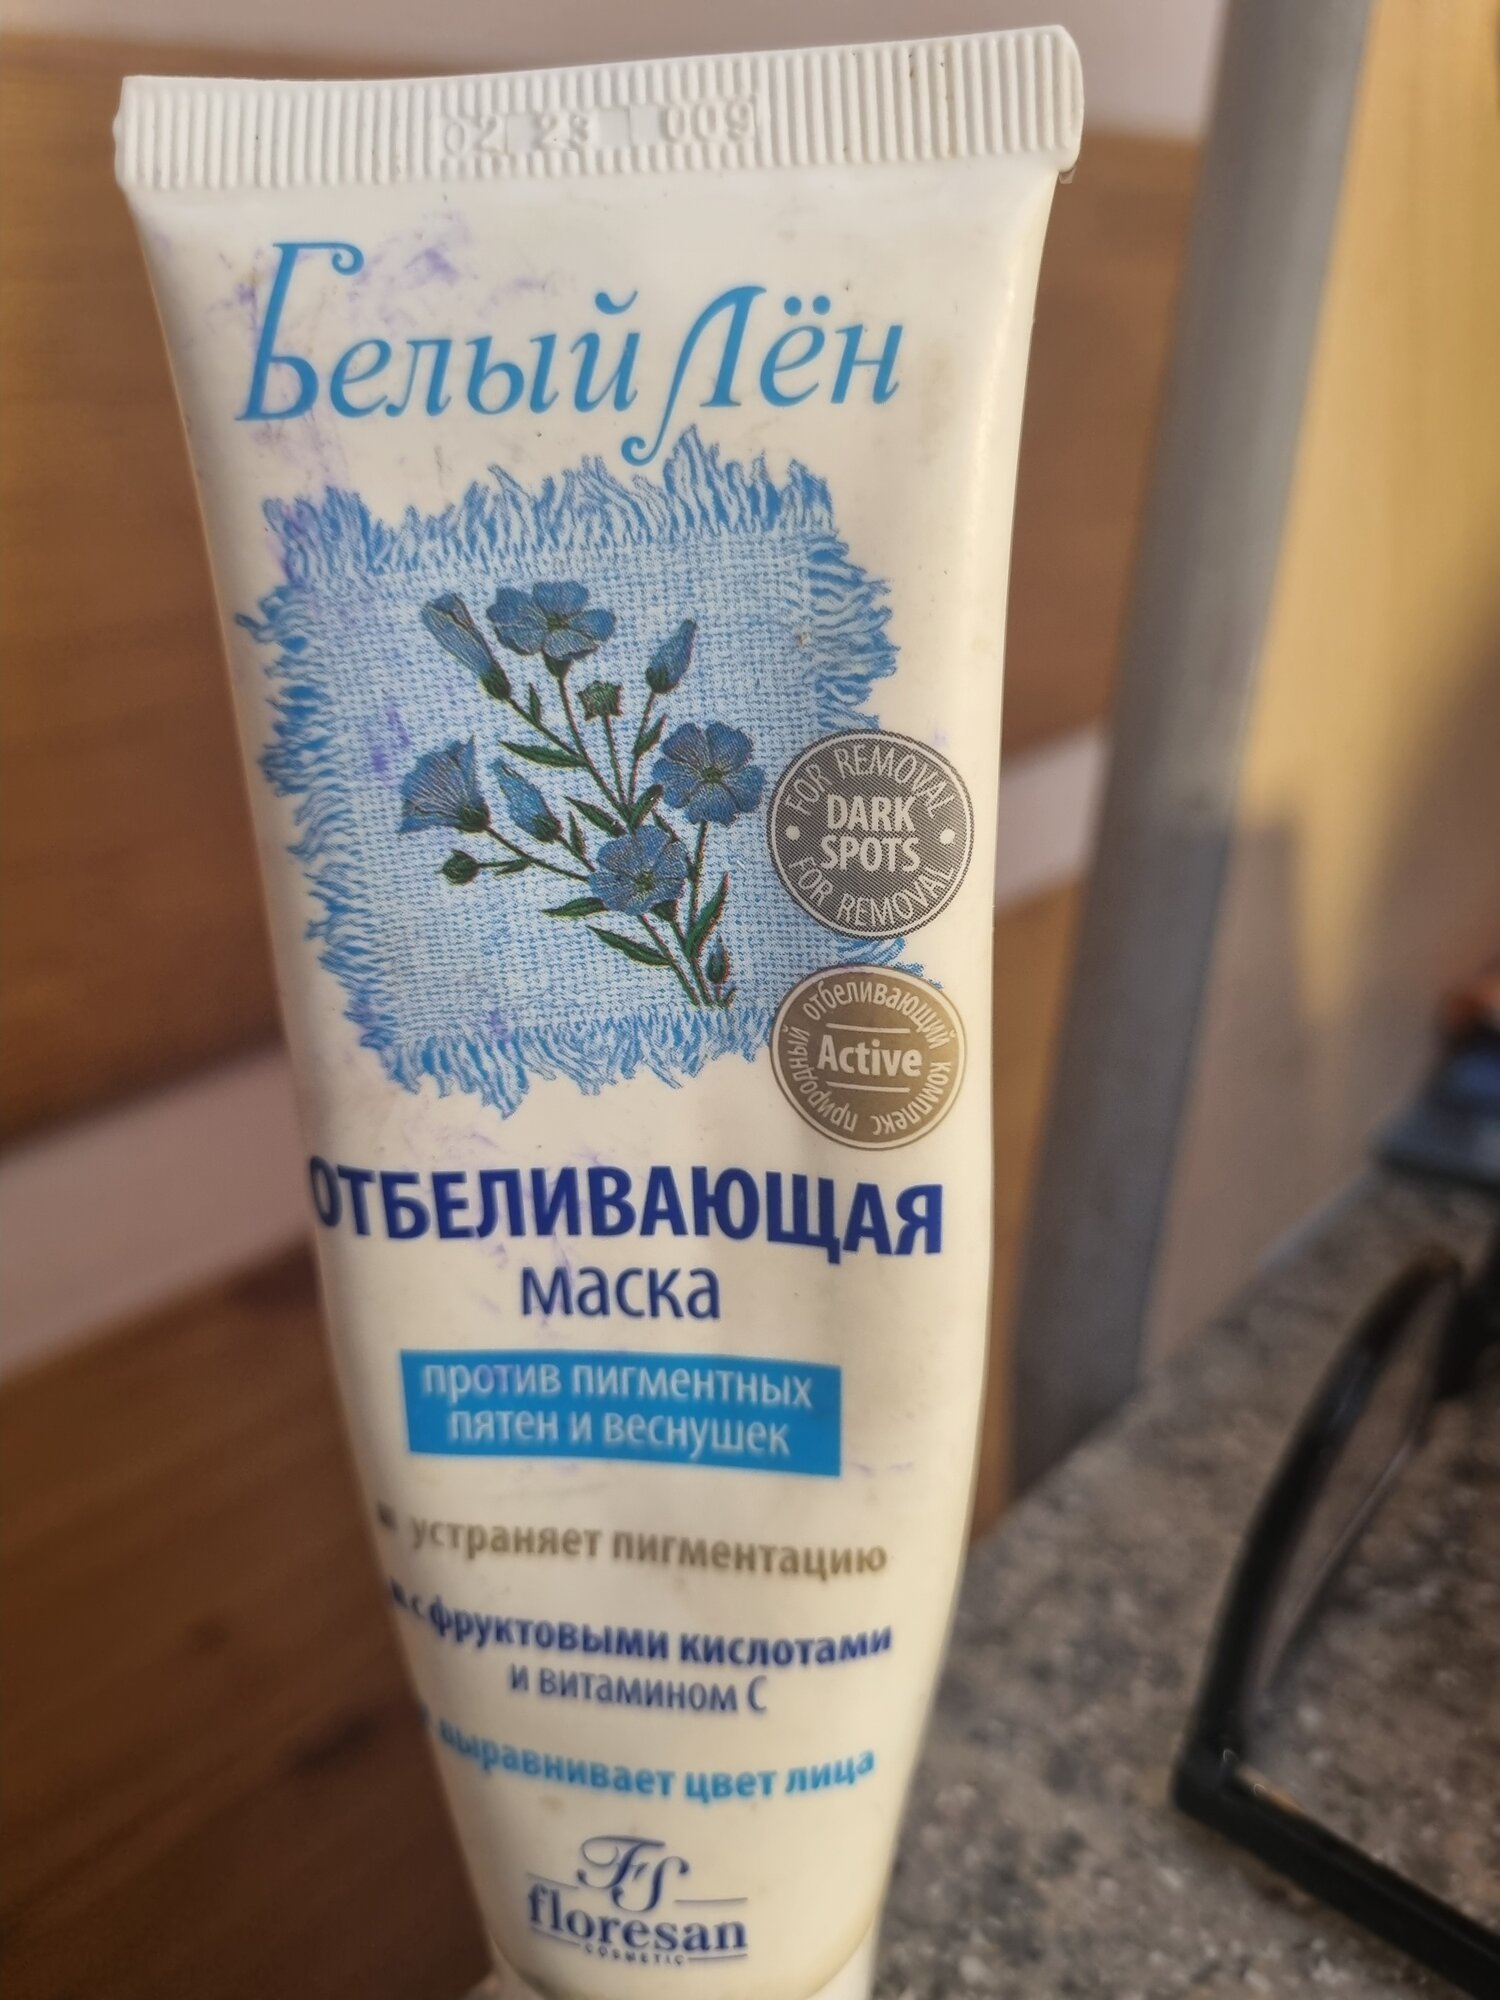 02 23 009
Белый Лён
FOR REMOVAL
DARK
SPOTS
FOR REMOVAL
природный отбеливающий комплекс
Active
ОТБЕЛИВАЮЩАЯ
маска
против пигментных
пятен и веснушек
устраняет пигментацию
с фруктовыми кислотами
и витамином С
выравнивает цвет лица
FS
floresan
COSMETIC